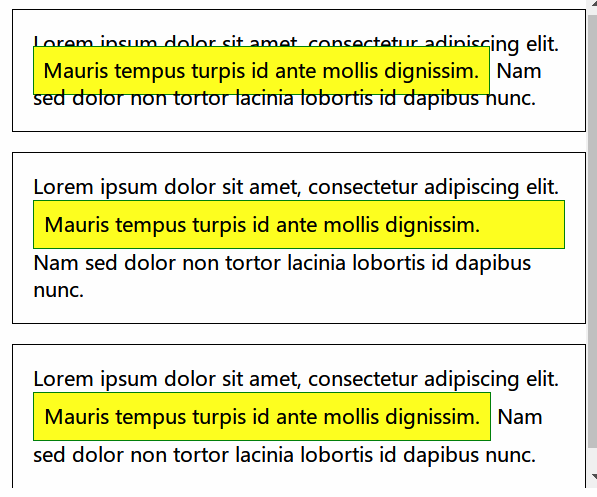 Lorem ipsum dolor sit amet, consectetur adipiscing elit.
Mauris tempus turpis id ante mollis dignissim. Nam
sed dolor non tortor lacinia lobortis id dapibus nunc.
Lorem ipsum dolor sit amet, consectetur adipiscing elit.
Mauris tempus turpis id ante mollis dignissim.
Nam sed dolor non tortor lacinia lobortis id dapibus
nunc.
Lorem ipsum dolor sit amet, consectetur adipiscing elit.
Mauris tempus turpis id ante mollis dignissim. Nam
sed dolor non tortor lacinia lobortis id dapibus nunc.